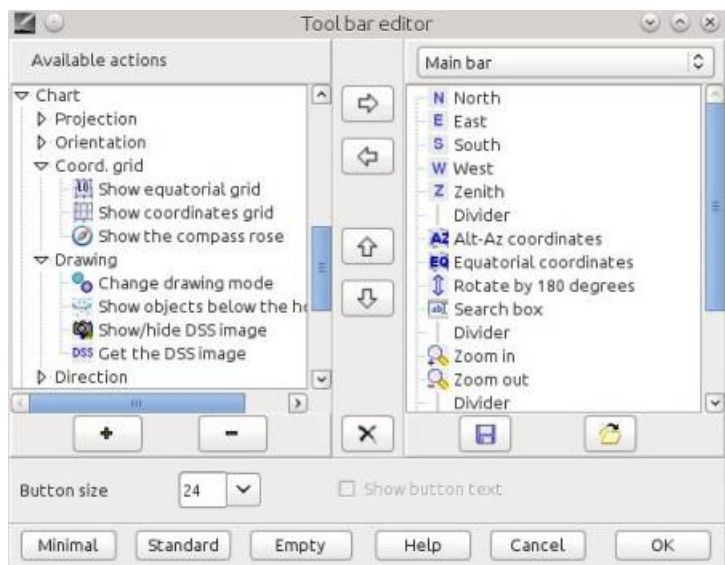 Tool bar editor
Available actions
Main bar
Chart
Projection
Orientation
Coord. grid
Show equatorial grid
Show coordinates grid
Show the compass rose
Drawing
Change drawing mode
Show objects below the h
Show/hide DSS image
DSS Get the DSS image
Direction
N North
E East
S South
W West
Z Zenith
Divider
AZ Alt-Az coordinates
EQ Equatorial coordinates
Rotate by 180 degrees
ab Search box
Divider
Zoom in
Zoom out
Divider
Button size
24
Show button text
Minimal
Standard
Empty
Help
Cancel
OK